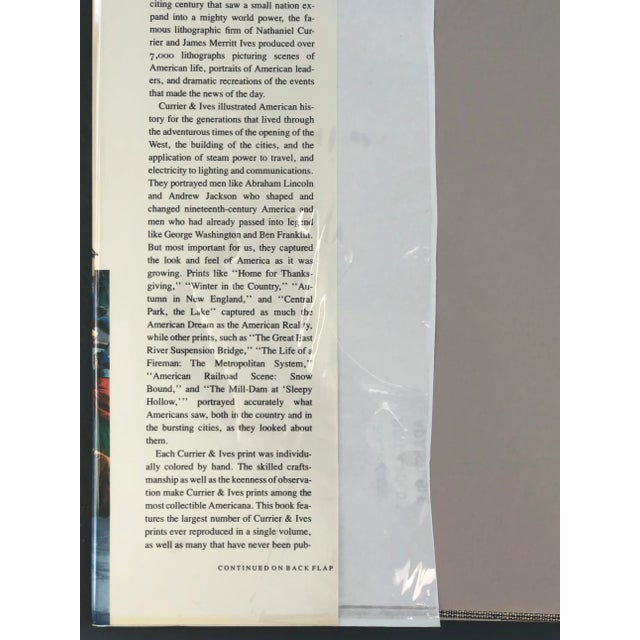 citing century that saw a small nation ex-
pand into a mighty world power, the fa-
mous lithographic firm of Nathaniel Cur-
rier and James Merritt Ives produced over
7,000 lithographs picturing scenes of
American life, portraits of American lead-
ers, and dramatic recreations of the events
that made the news of the day.
Currier & Ives illustrated American his-
tory for the generations that lived through
the adventurous times of the opening of the
West, the building of the cities, and the
application of steam power to travel, and
electricity to lighting and communications.
They portrayed men like Abraham Lincoln
and Andrew Jackson who shaped and
changed nineteenth-century America and
men who had already passed into legend
like George Washington and Ben Franklin.
But most important for us, they captured
the look and feel of America as it was
growing. Prints like "Home for Thanks-
giving," "Winter in the Country," "Au-
tumn in New England," and "Central
Park, the Lake" captured as much the
American Dream as the American Reality,
while other prints, such as "The Great East
River Suspension Bridge," "The Life of a
Fireman: The Metropolitan System,"
"American Railroad Scene: Snow
Bound," and "The Mill-Dam at 'Sleepy
Hollow,'" portrayed accurately what
Americans saw, both in the country and in
the bursting cities, as they looked about
them.
Each Currier & Ives print was individu-
ally colored by hand. The skilled crafts-
manship as well as the keenness of observa-
tion make Currier & Ives prints among the
most collectible Americana. This book fea-
tures the largest number of Currier & Ives
prints ever reproduced in a single volume,
as well as many that have never been pub-
CONTINUED ON BACK FLAP